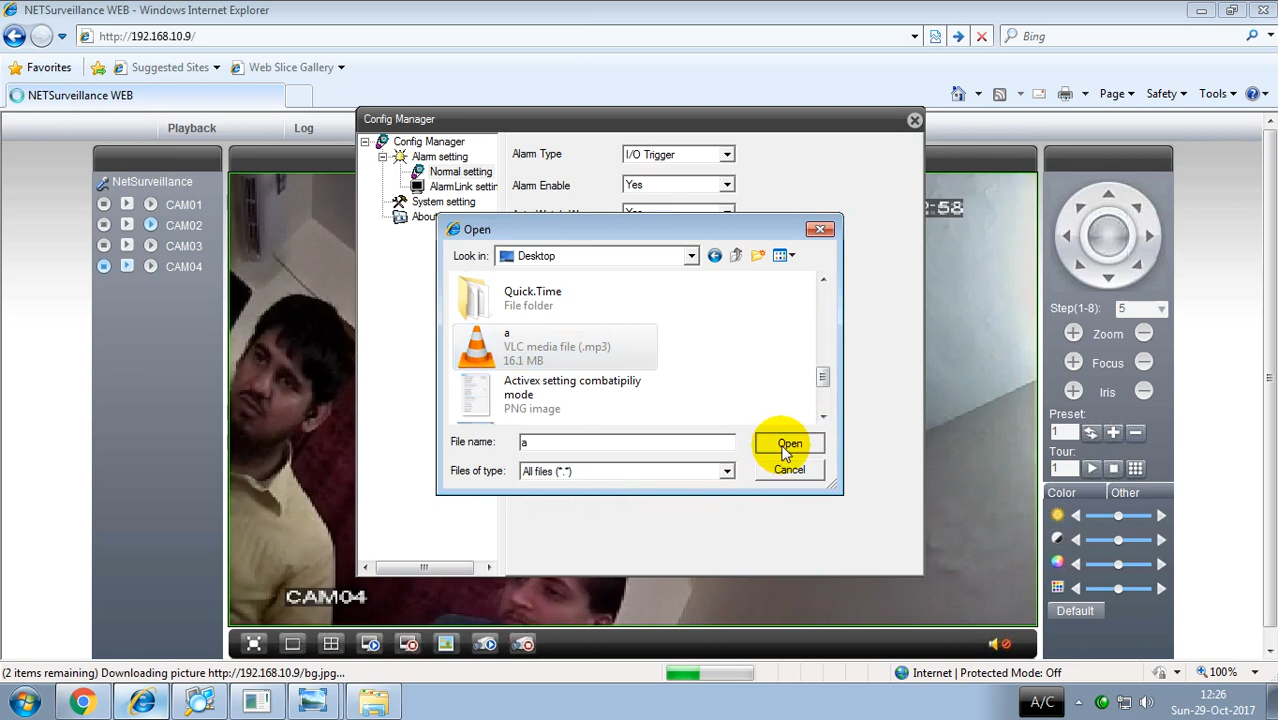 NETSurveillance WEB - Windows Internet Explorer
http://192.168.10.9/
Bing
Favorites
Suggested Sites
Web Slice Gallery
NETSurveillance WEB
Page
Safety
Tools
Playback
Log
Config Manager
Config Manager
Alarm setting
Normal setting
AlarmLink settin
System setting
About
Alarm Type
I/O Trigger
Alarm Enable
Yes
NetSurveillance
CAM01
CAM02
CAM03
CAM04
2:58
Open
Look in:
Desktop
Quick.Time
File folder
a
VLC media file (.mp3)
16.1 MB
Activex setting combatipiliy
mode
PNG image
File name:
a
Open
Files of type:
All files (*.*)
Cancel
CAM04
Step(1-8):
5
Zoom
Focus
Iris
Preset:
1
Tour:
1
Color
Other
Default
(2 items remaining) Downloading picture http://192.168.10.9/bg.jpg...
Internet | Protected Mode: Off
100%
A/C
12:26
Sun-29-Oct-2017